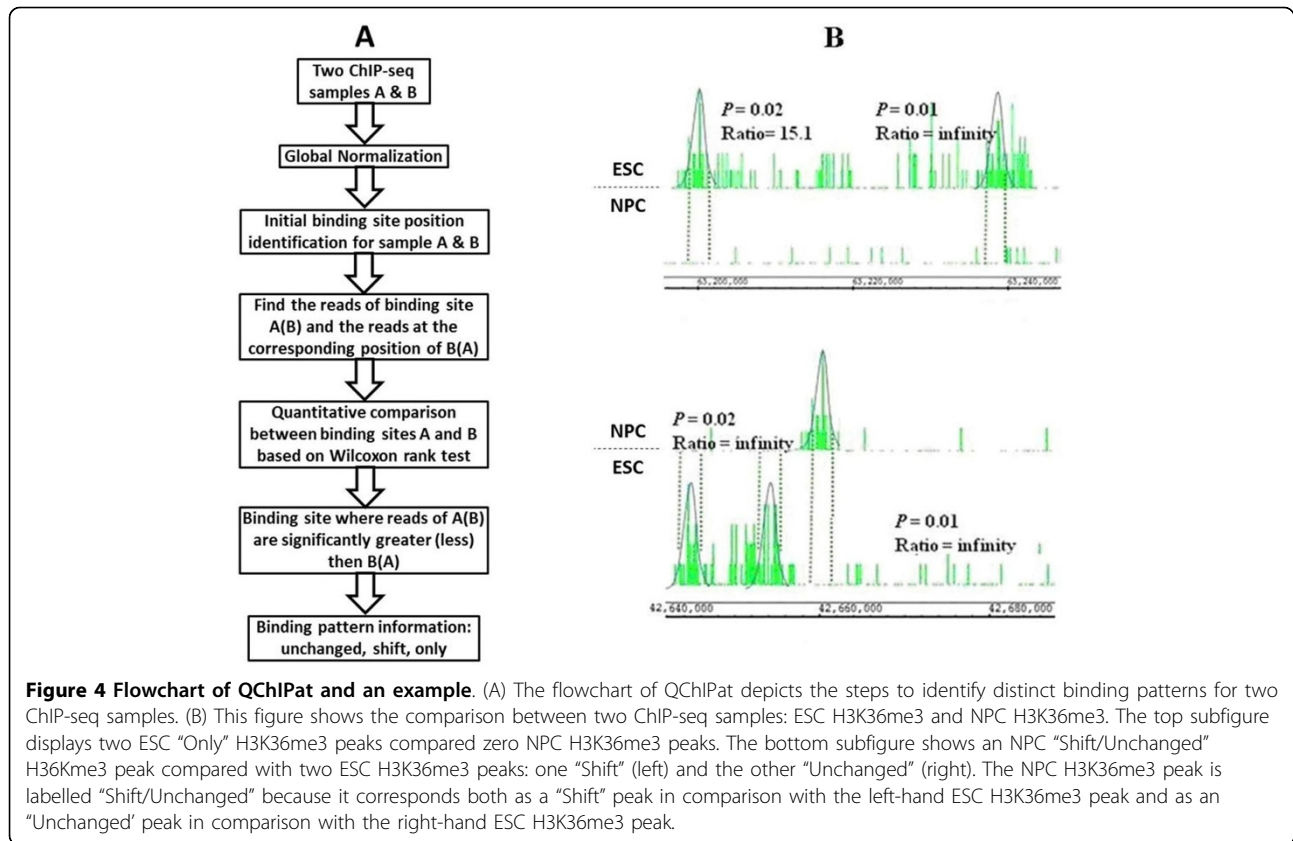 A
Two ChIP-seq
samples A & B
Global Normalization
Initial binding site position
identification for sample A & B
Find the reads of binding site
A(B) and the reads at the
corresponding position of B(A)
Quantitative comparison
between binding sites A and B
based on Wilcoxon rank test
Binding site where reads of A(B)
are significantly greater (less)
then B(A)
Binding pattern information:
unchanged, shift, only
B
P = 0.02
Ratio= 15.1
P = 0.01
Ratio = infinity
ESC
NPC
63,200,000
63,220,000
63,240,000
NPC
ESC
P = 0.02
Ratio = infinity
P = 0.01
Ratio = infinity
42,640,000
42,660,000
42,680,000
Figure 4 Flowchart of QChIPat and an example. (A) The flowchart of QChIPat depicts the steps to identify distinct binding patterns for two
ChIP-seq samples. (B) This figure shows the comparison between two ChIP-seq samples: ESC H3K36me3 and NPC H3K36me3. The top subfigure
displays two ESC "Only" H3K36me3 peaks compared zero NPC H3K36me3 peaks. The bottom subfigure shows an NPC "Shift/Unchanged"
H36Kme3 peak compared with two ESC H3K36me3 peaks: one "Shift" (left) and the other "Unchanged" (right). The NPC H3K36me3 peak is
labelled "Shift/Unchanged" because it corresponds both as a "Shift" peak in comparison with the left-hand ESC H3K36me3 peak and as an
"Unchanged' peak in comparison with the right-hand ESC H3K36me3 peak.